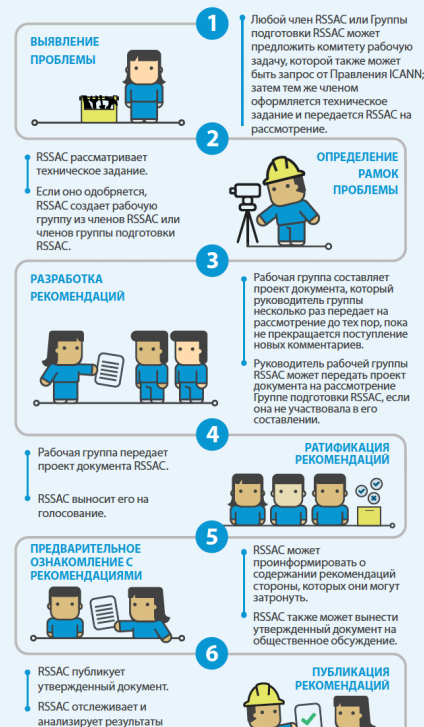 1
ВЫЯВЛЕНИЕ
ПРОБЛЕМЫ
Любой член RSSAC или Группы
подготовки RSSAC может
предложить комитету рабочую
задачу, которой также может
быть запрос от Правления ICANN;
затем тем же членом
оформляется техническое
задание и передается RSSAC на
рассмотрение.
2
RSSAC рассматривает
техническое задание.
Если оно одобряется,
RSSAC создает рабочую
группу из членов RSSAC или
членов группы подготовки
RSSAC.
ОПРЕДЕЛЕНИЕ
РАМОК
ПРОБЛЕМЫ
3
РАЗРАБОТКА
РЕКОМЕНДАЦИЙ
Рабочая группа составляет
проект документа, который
руководитель группы
несколько раз передает на
рассмотрение до тех пор, пока
не прекращается поступление
новых комментариев.
Руководитель рабочей группы
RSSAC может передать проект
документа на рассмотрение
Группе подготовки RSSAC, если
она не участвовала в его
составлении.
4
Рабочая группа передает
проект документа RSSAC.
RSSAC выносит его на
голосование.
РАТИФИКАЦИЯ
РЕКОМЕНДАЦИЙ
5
ПРЕДВАРИТЕЛЬНОЕ
ОЗНАКОМЛЕНИЕ С
РЕКОМЕНДАЦИЯМИ
RSSAC может
проинформировать о
содержании рекомендаций
стороны, которых они могут
затронуть.
RSSAC также может вынести
утвержденный документ на
общественное обсуждение.
6
RSSAC публикует
утвержденный документ.
RSSAC отслеживает и
анализирует результаты
ПУБЛИКАЦИЯ
РЕКОМЕНДАЦИЙ